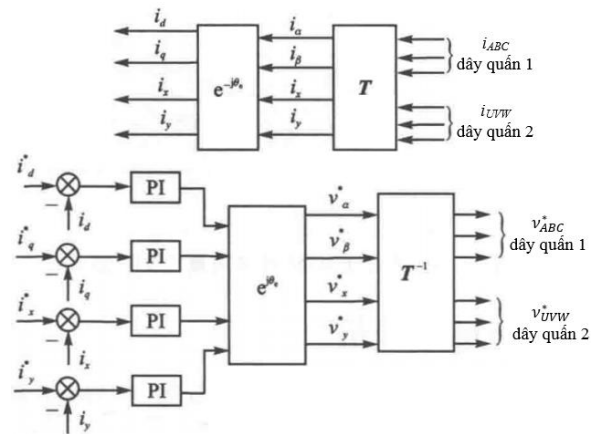 i_d i_α i_ABC
dây quấn 1
i_q i_β
e^{-jθ_e} T
i_x i_x i_UVW
dây quấn 2
i_y i_y
i*_d PI
− i_d v*_α
v*_ABC
dây quấn 1
i*_q PI v*_β
− i_q e^{jθ_e} T^{-1}
i*_x PI v*_x v*_UVW
dây quấn 2
− i_x v*_y
i*_y PI
− i_y